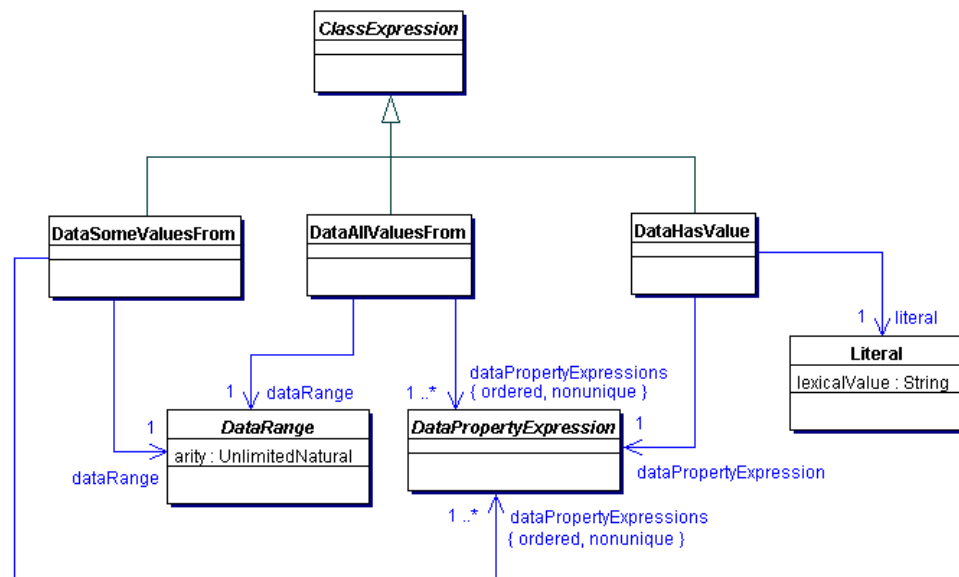 ClassExpression
DataSomeValuesFrom
DataAllValuesFrom
DataHasValue
1
literal
Literal
lexicalValue : String
dataPropertyExpressions
1 ..*
{ ordered, nonunique }
1
dataRange
1
dataRange
DataRange
arity : UnlimitedNatural
DataPropertyExpression
1
dataPropertyExpression
1 ..*
dataPropertyExpressions
{ ordered, nonunique }